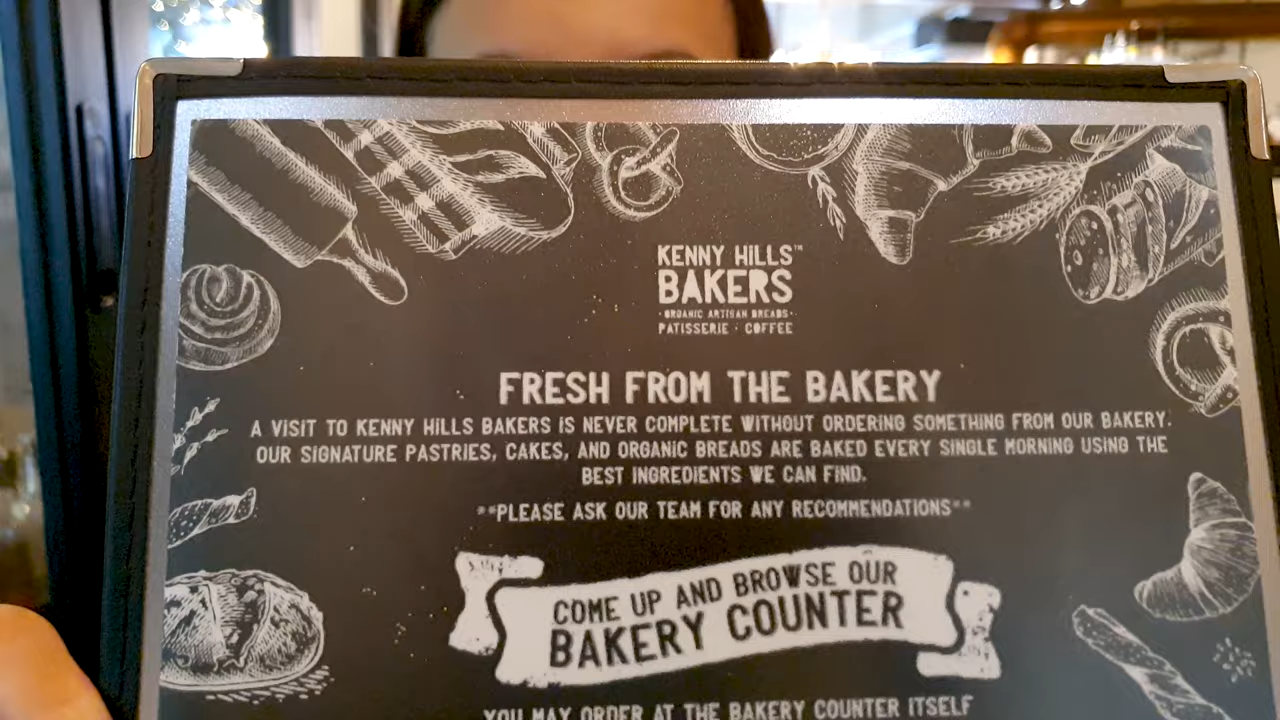 KENNY HILLS™
BAKERS
·ORGANIC ARTISAN BREADS·
PATISSERIE · COFFEE
FRESH FROM THE BAKERY
A VISIT TO KENNY HILLS BAKERS IS NEVER COMPLETE WITHOUT ORDERING SOMETHING FROM OUR BAKERY.
OUR SIGNATURE PASTRIES, CAKES, AND ORGANIC BREADS ARE BAKED EVERY SINGLE MORNING USING THE
BEST INGREDIENTS WE CAN FIND.
**PLEASE ASK OUR TEAM FOR ANY RECOMMENDATIONS**
COME UP AND BROWSE OUR
BAKERY COUNTER
YOU MAY ORDER AT THE BAKERY COUNTER ITSELF